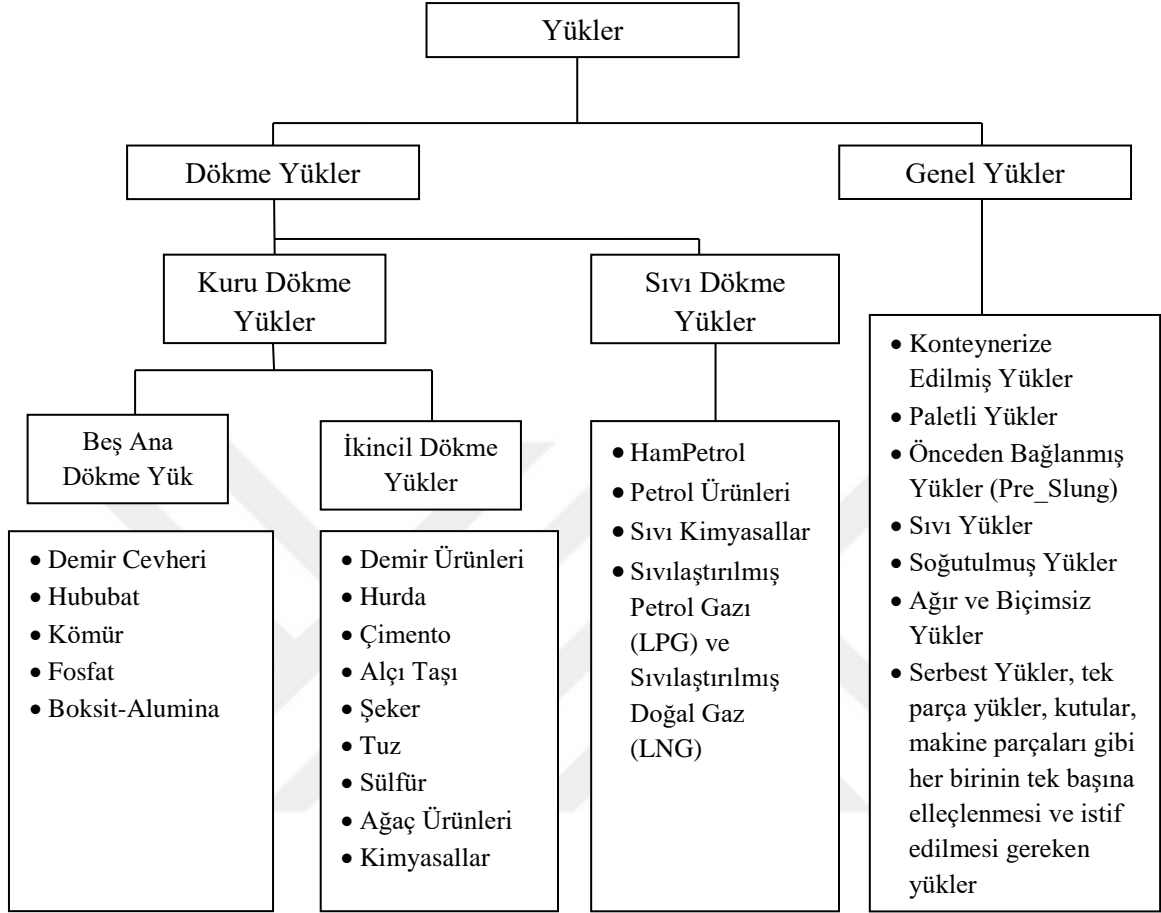 Yükler
Dökme Yükler
Genel Yükler
Kuru Dökme
Yükler
Sıvı Dökme
Yükler
Beş Ana
Dökme Yük
İkincil Dökme
Yükler
• Demir Cevheri
• Hububat
• Kömür
• Fosfat
• Boksit-Alumina
• Demir Ürünleri
• Hurda
• Çimento
• Alçı Taşı
• Şeker
• Tuz
• Sülfür
• Ağaç Ürünleri
• Kimyasallar
• HamPetrol
• Petrol Ürünleri
• Sıvı Kimyasallar
• Sıvılaştırılmış
Petrol Gazı
(LPG) ve
Sıvılaştırılmış
Doğal Gaz
(LNG)
• Konteynerize
Edilmiş Yükler
• Paletli Yükler
• Önceden Bağlanmış
Yükler (Pre_Slung)
• Sıvı Yükler
• Soğutulmuş Yükler
• Ağır ve Biçimsiz
Yükler
• Serbest Yükler, tek
parça yükler, kutular,
makine parçaları gibi
her birinin tek başına
elleçlenmesi ve istif
edilmesi gereken
yükler